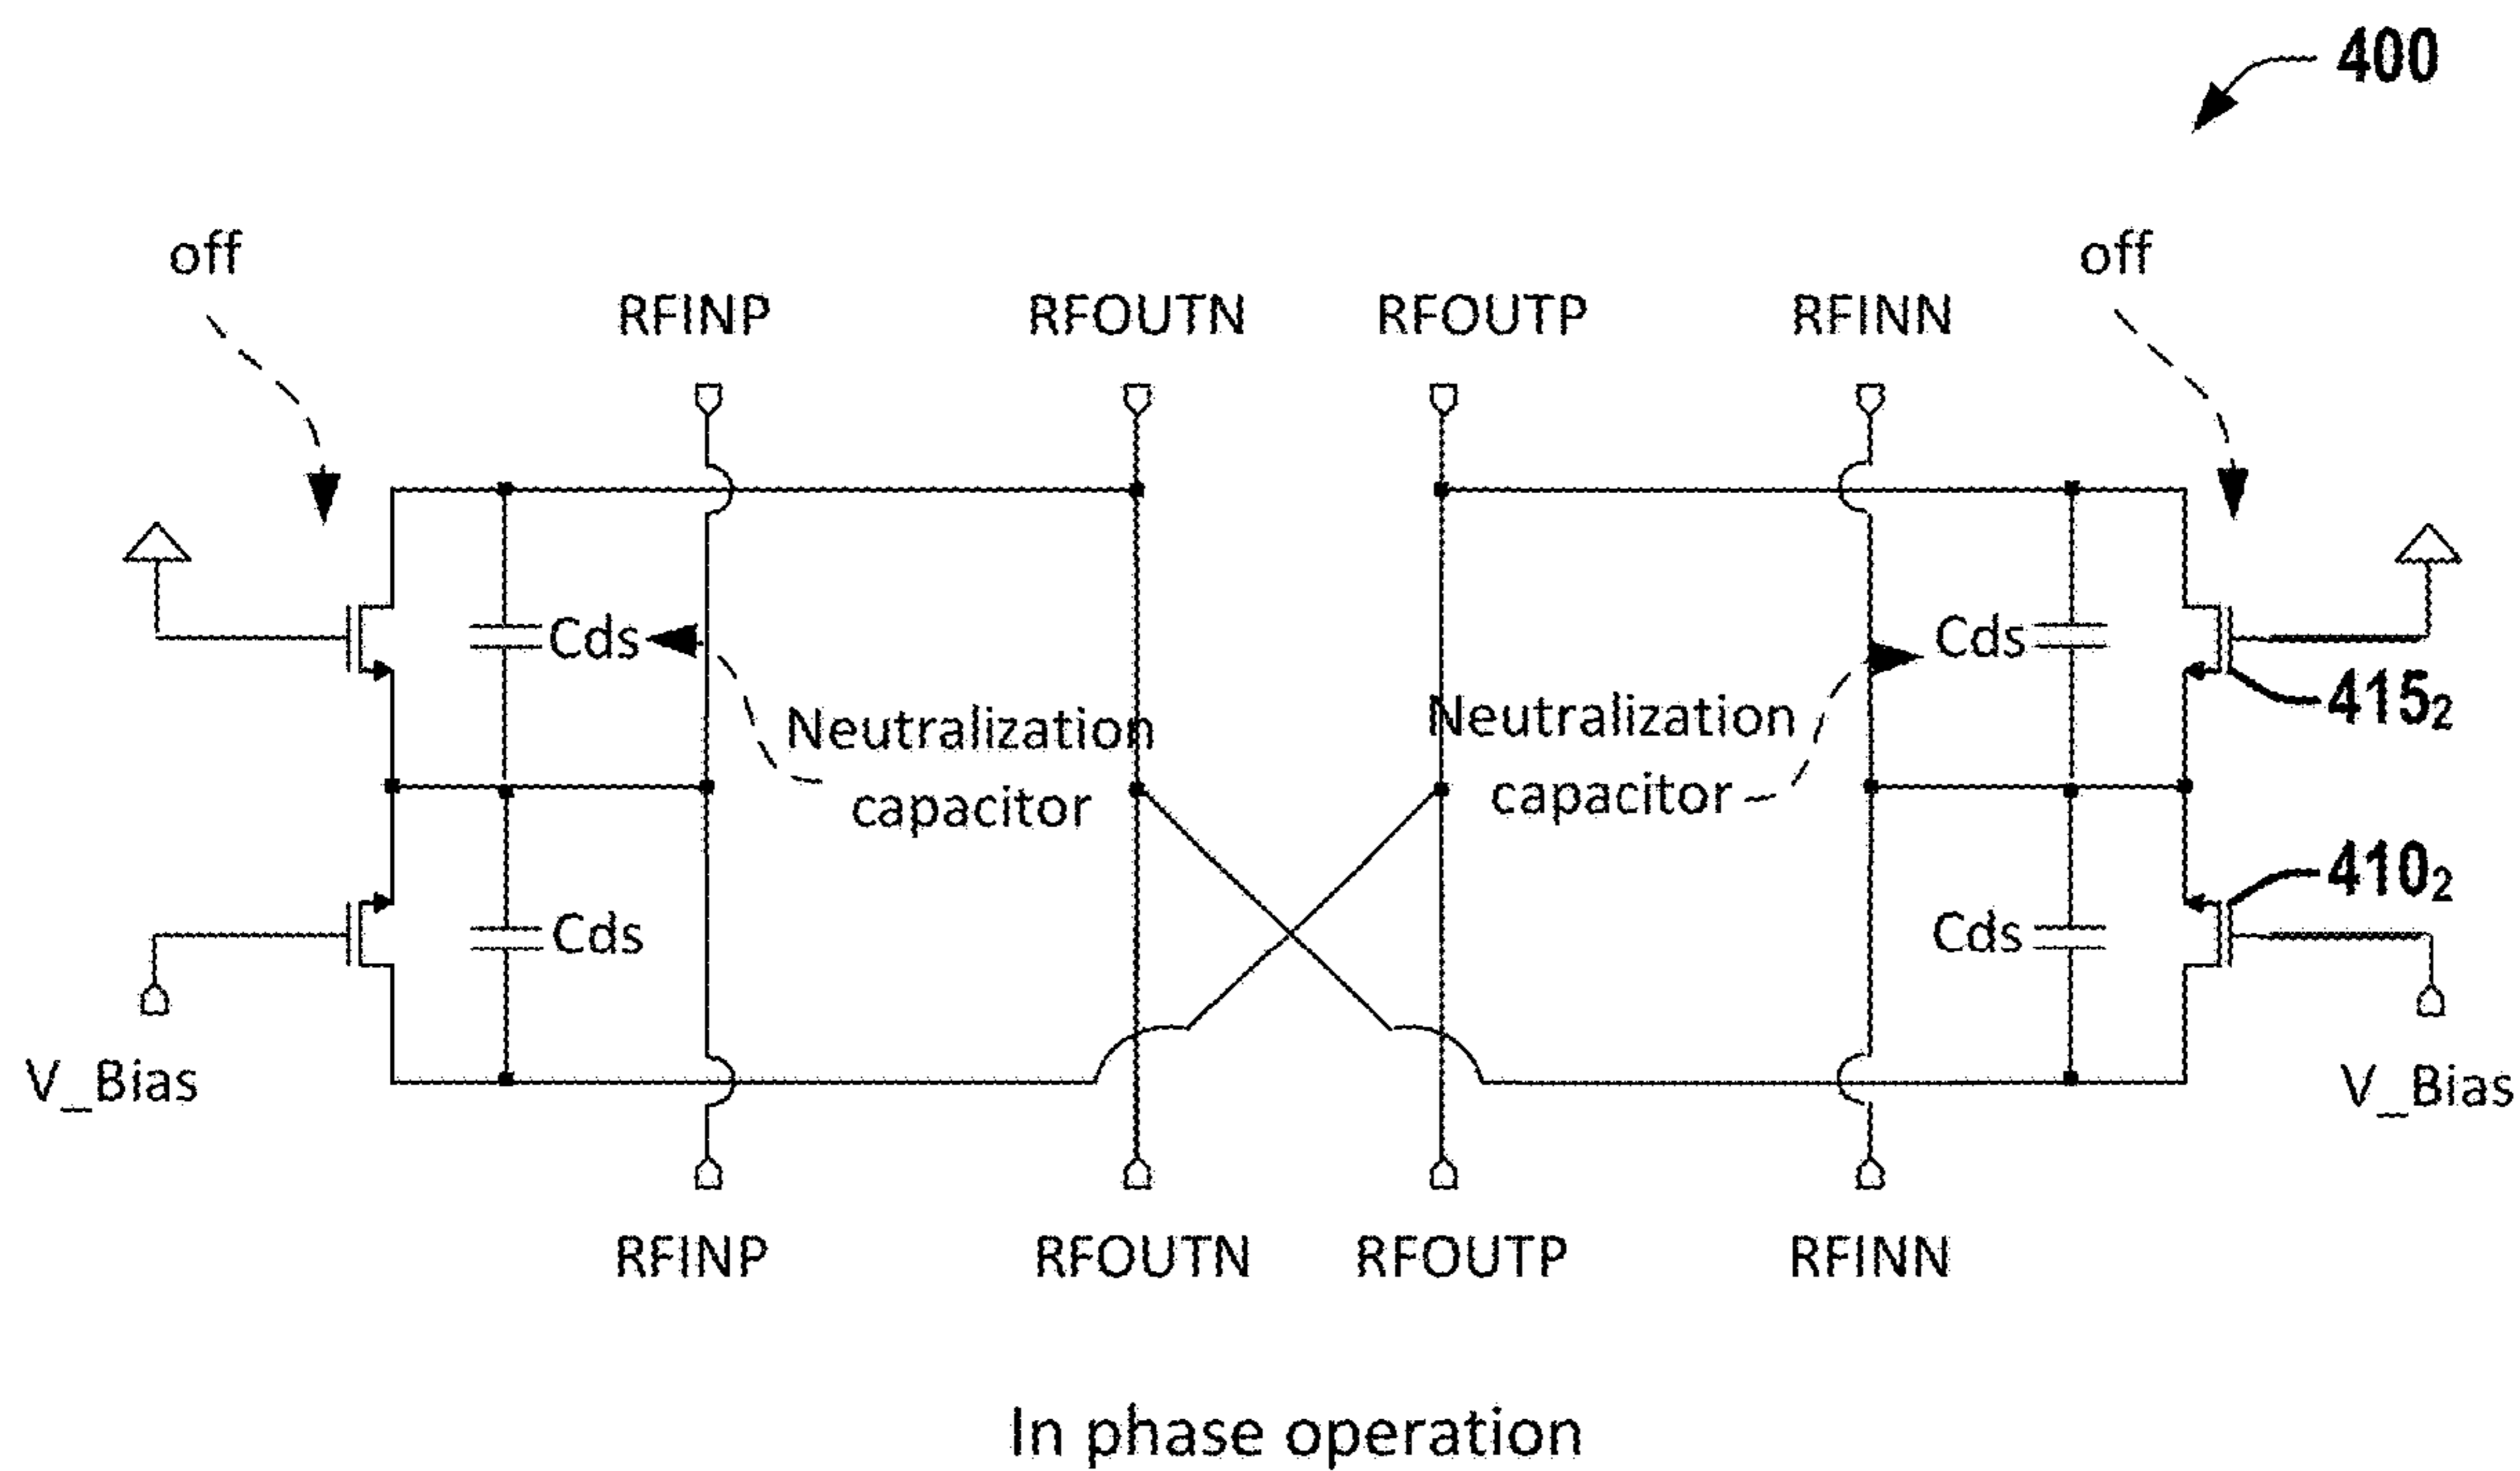 400
off
off
RFINP
RFOUTN
RFOUTP
RFINN
Cds
Cds
415₂
Neutralization
capacitor
Neutralization
capacitor
410₂
Cds
Cds
V_Bias
V_Bias
RFINP
RFOUTN
RFOUTP
RFINN
In phase operation